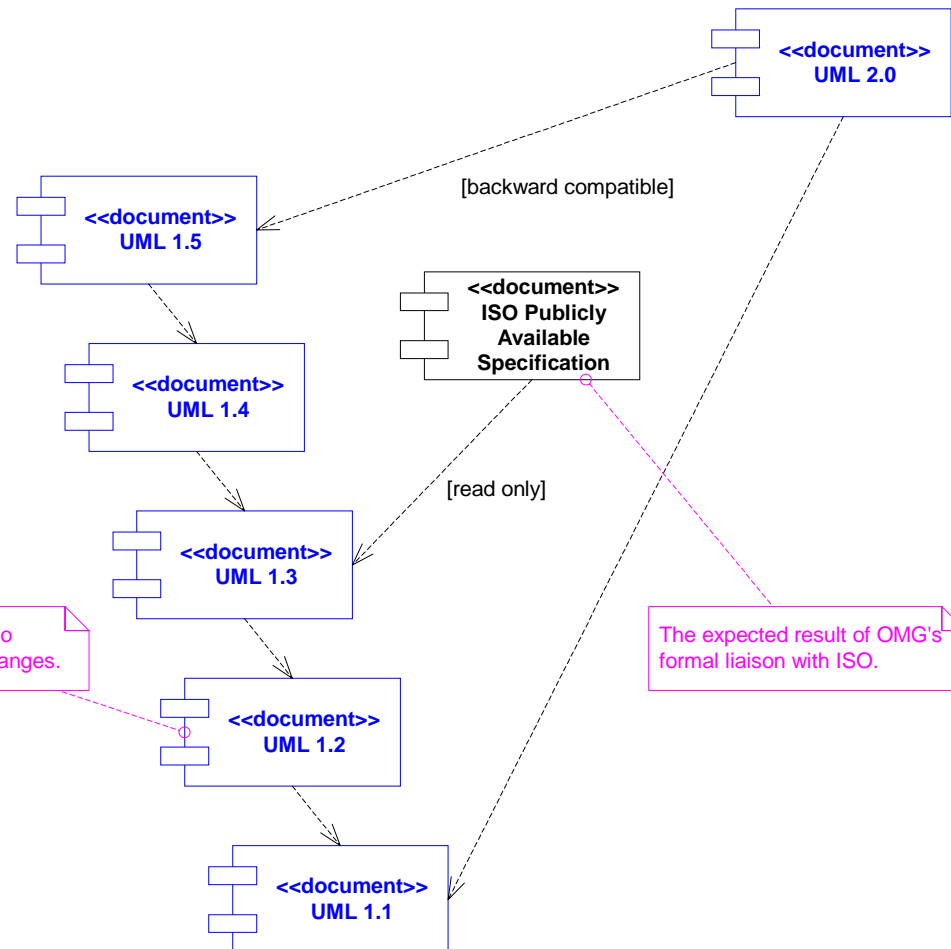 <<document>>
UML 2.0
[backward compatible]
<<document>>
UML 1.5
<<document>>
ISO Publicly
Available
Specification
<<document>>
UML 1.4
[read only]
<<document>>
UML 1.3
o
anges.
The expected result of OMG's
formal liaison with ISO.
<<document>>
UML 1.2
<<document>>
UML 1.1